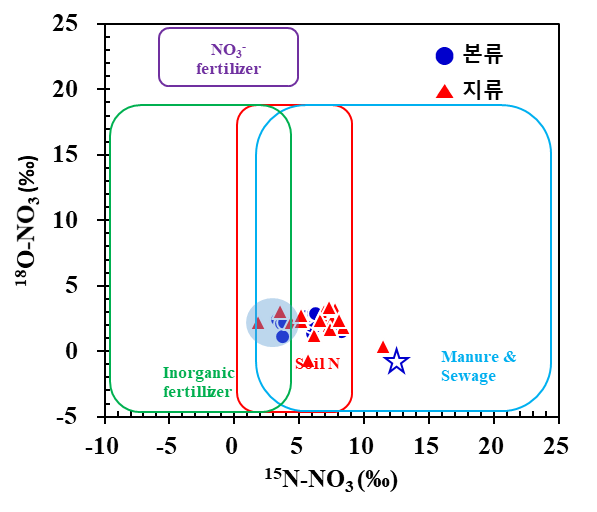 25
20
15
10
5
0
-5
-10
-5
0
5
10
15
20
25
¹⁸O-NO₃ (‰)
¹⁵N-NO₃ (‰)
NO₃⁻
fertilizer
본류
지류
Inorganic
fertillizer
Soil N
Manure &
Sewage